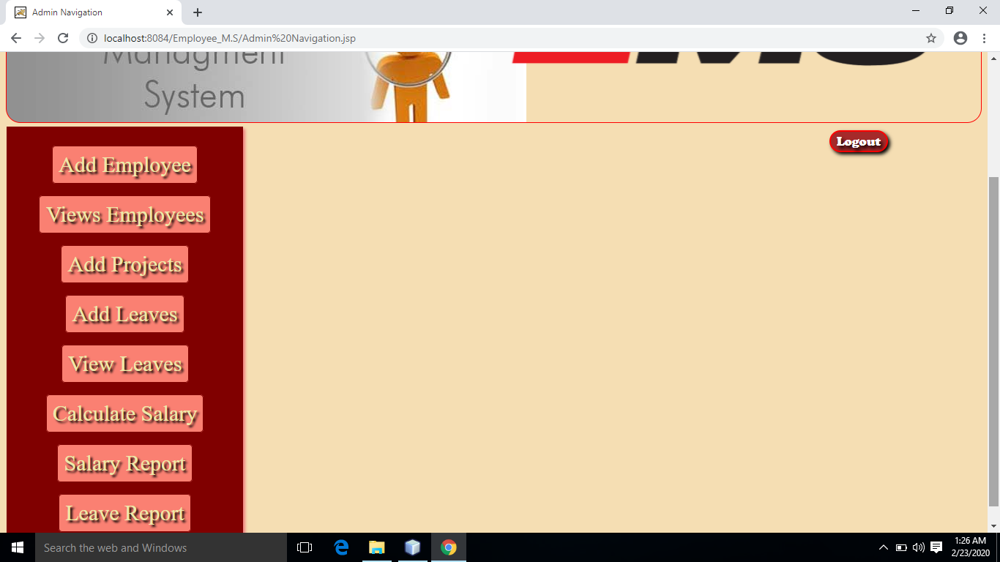 Admin Navigation
localhost:8084/Employee_M.S/Admin%20Navigation.jsp
Managment
System
EMS
Logout
Add Employee
Views Employees
Add Projects
Add Leaves
View Leaves
Calculate Salary
Salary Report
Leave Report
Search the web and Windows
1:26 AM
2/23/2020